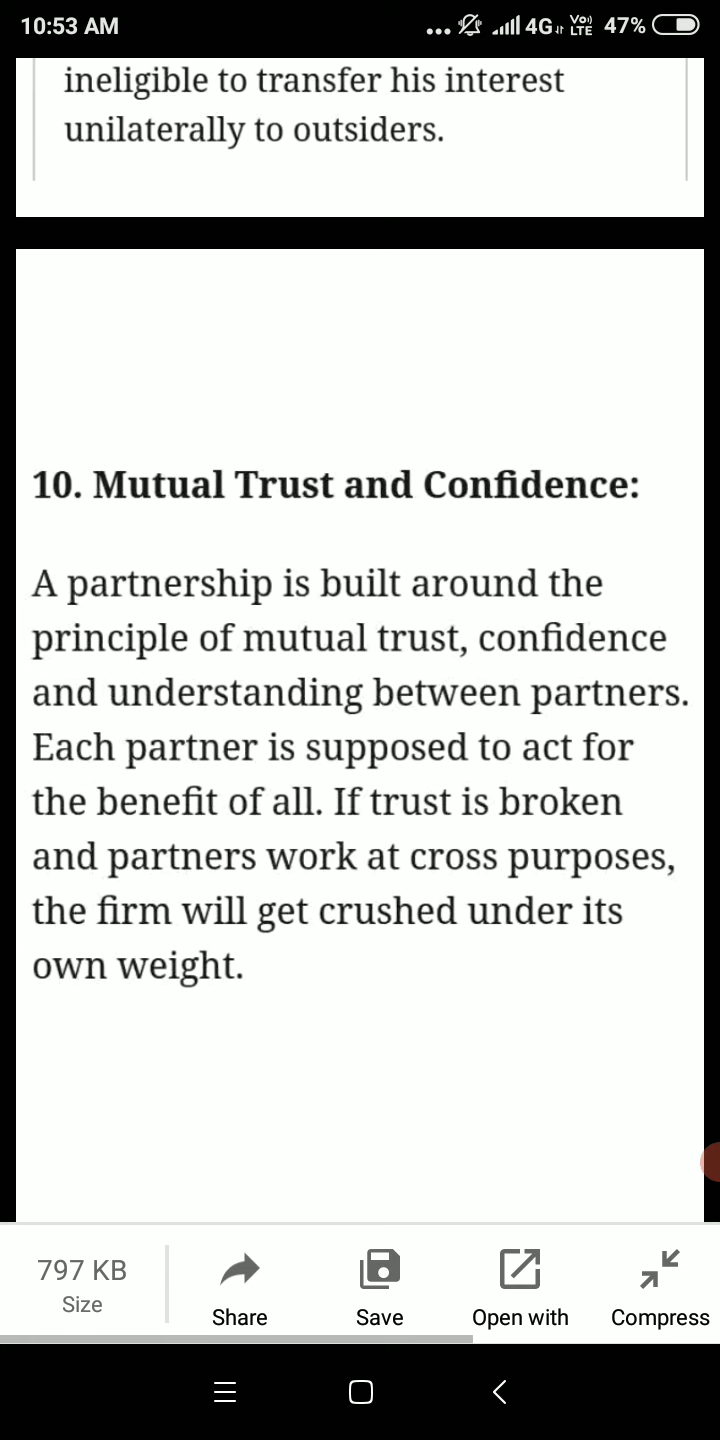 10:53 AM
... 4G VoI) LTE 47%
ineligible to transfer his interest
unilaterally to outsiders.
10. Mutual Trust and Confidence:
A partnership is built around the
principle of mutual trust, confidence
and understanding between partners.
Each partner is supposed to act for
the benefit of all. If trust is broken
and partners work at cross purposes,
the firm will get crushed under its
own weight.
797 KB
Size
Share
Save
Open with
Compress